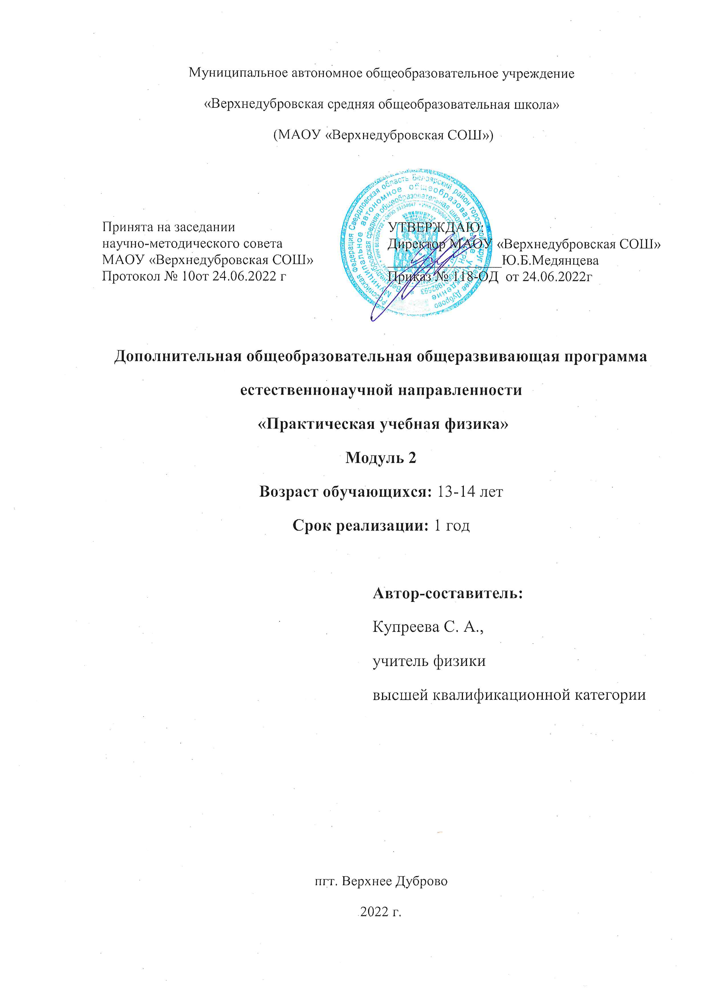 Муниципальное автономное общеобразовательное учреждение
«Верхнедубровская средняя общеобразовательная школа»
(МАОУ «Верхнедубровская СОШ»)
Принята на заседании
научно-методического совета
МАОУ «Верхнедубровская СОШ»
Протокол № 10от 24.06.2022 г
УТВЕРЖДАЮ:
Директор МАОУ «Верхнедубровская СОШ»
Ю.Б.Медянцева
Приказ № 118-ОД от 24.06.2022г
Российская Федерация Свердловская область Белоярский район городской округ Верхнее Дуброво
Муниципальное автономное общеобразовательное учреждение
Верхнедубровская средняя общеобразовательная школа
Дополнительная общеобразовательная общеразвивающая программа
естественнонаучной направленности
«Практическая учебная физика»
Модуль 2
Возраст обучающихся: 13-14 лет
Срок реализации: 1 год
Автор-составитель:
Купреева С. А.,
учитель физики
высшей квалификационной категории
пгт. Верхнее Дуброво
2022 г.